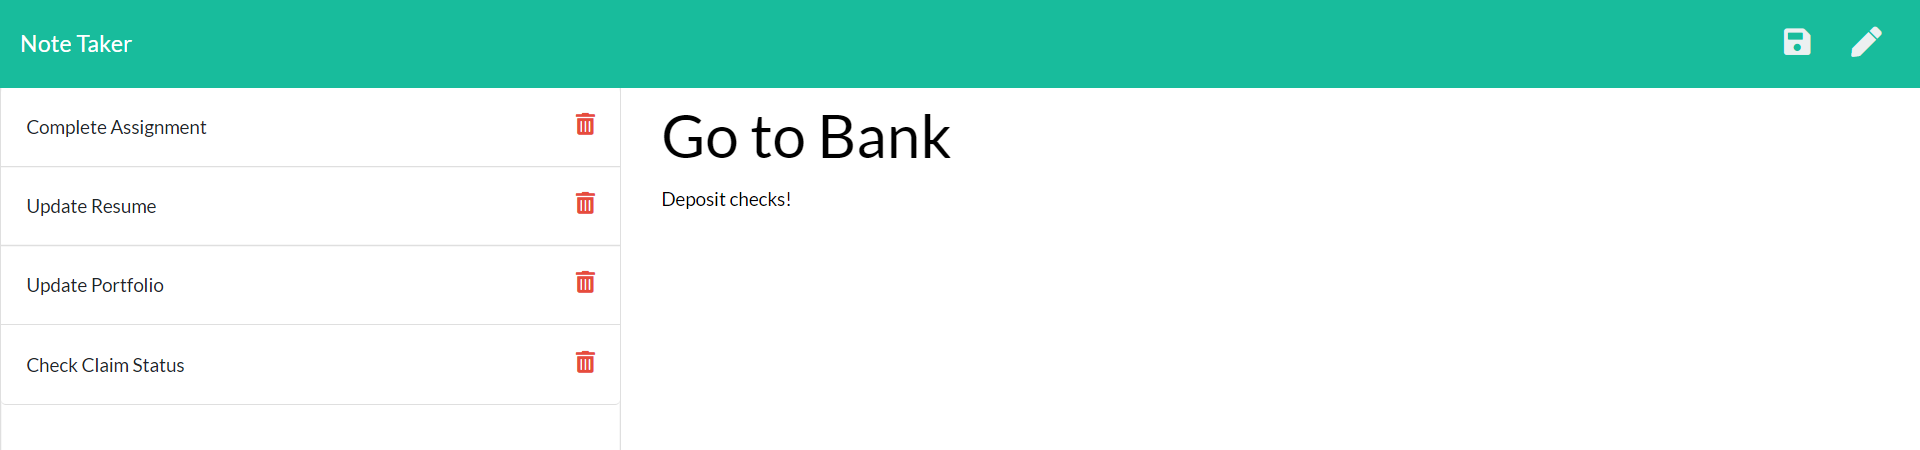 Note Taker
Complete Assignment
Update Resume
Update Portfolio
Check Claim Status
Go to Bank
Deposit checks!